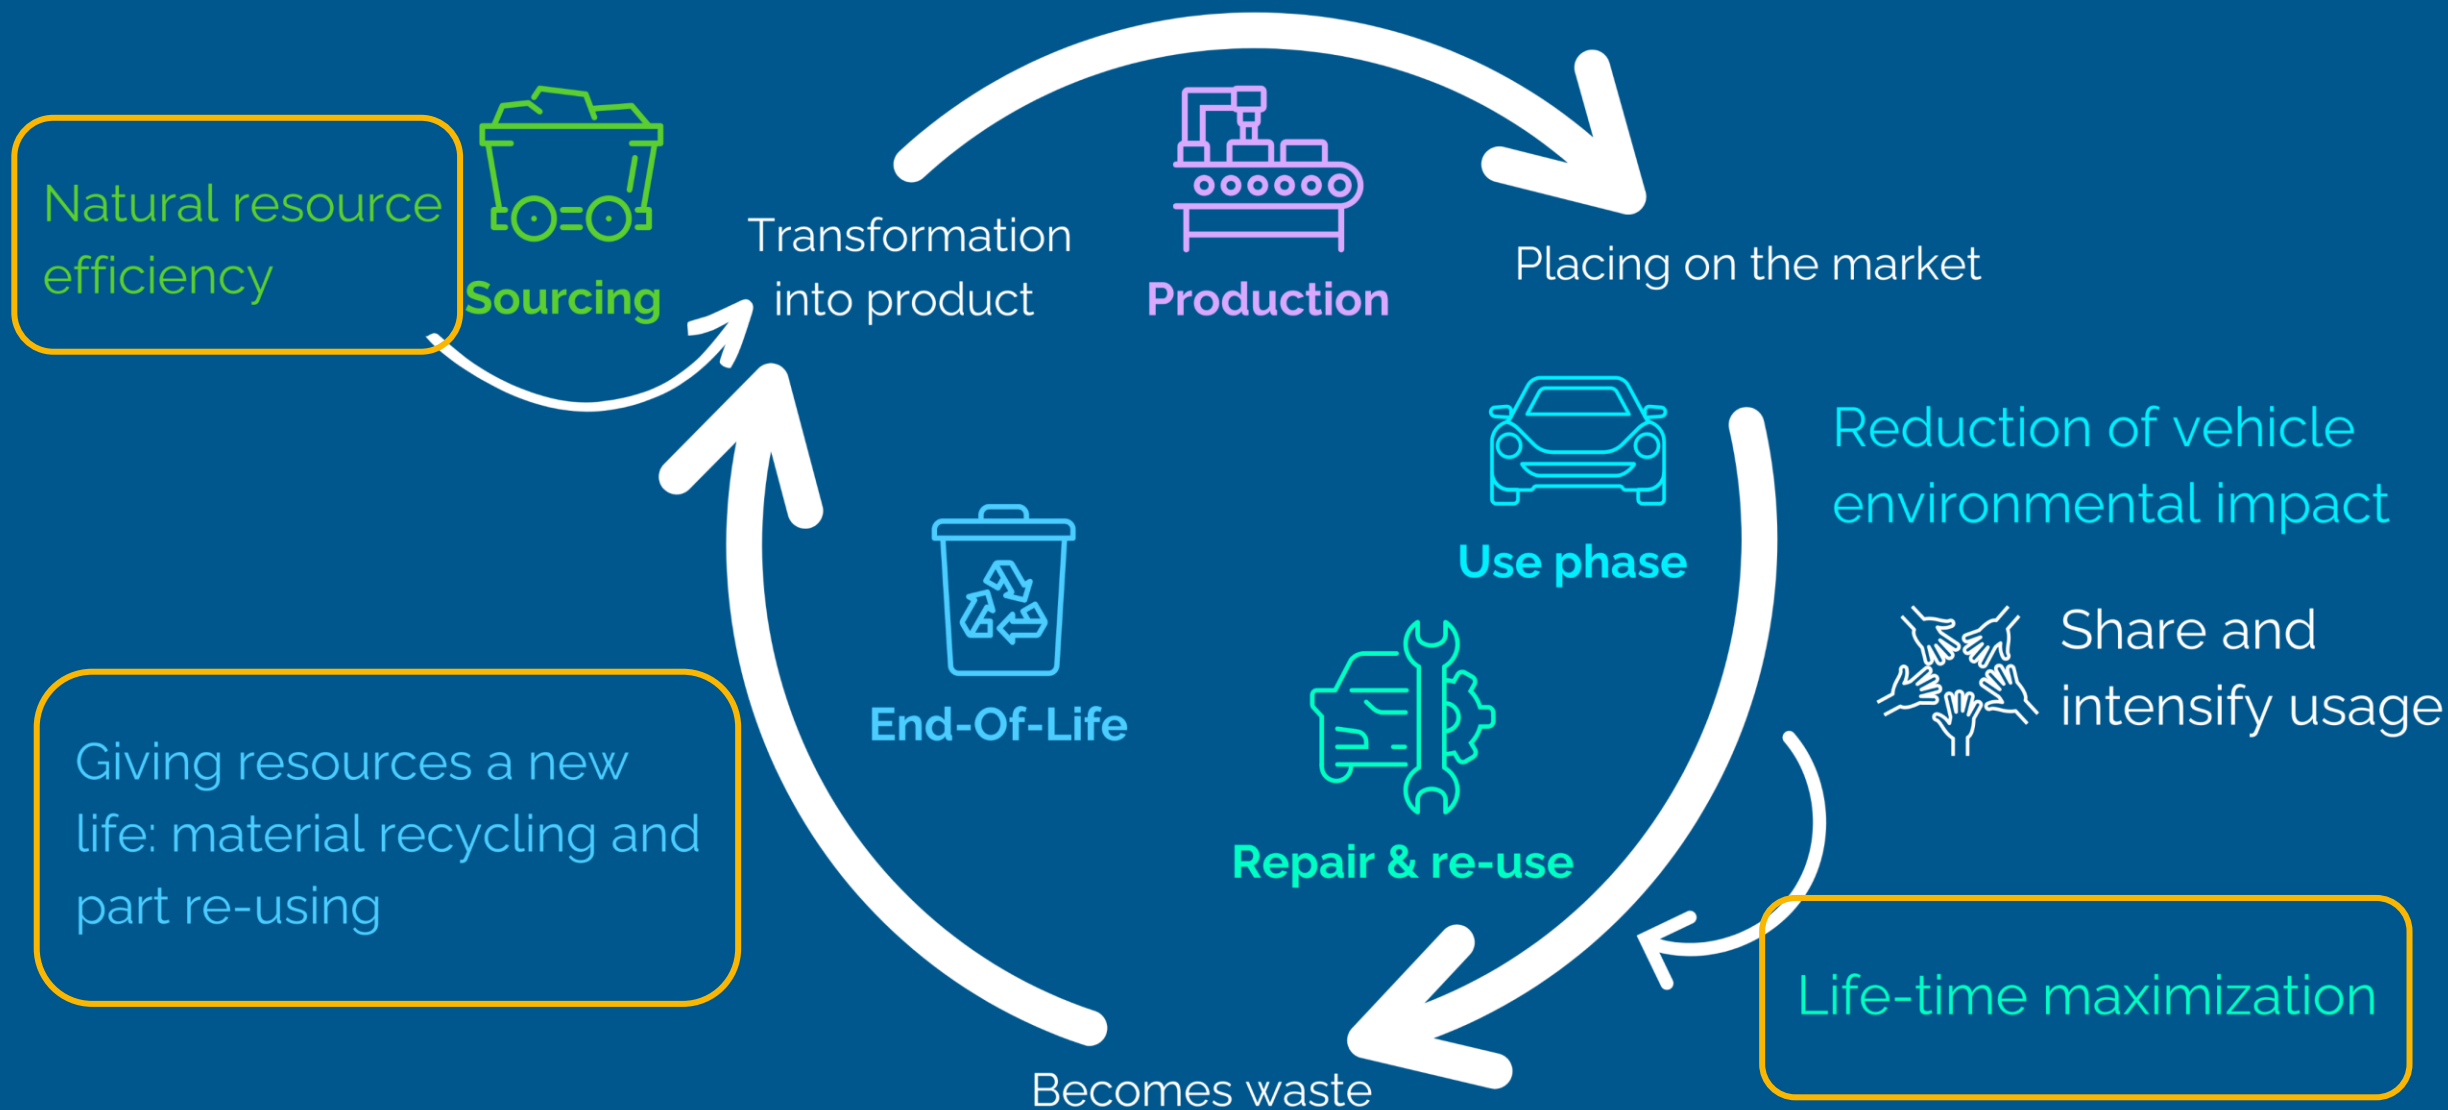 Natural resource
efficiency
Sourcing
Transformation
into product
Production
Placing on the market
Reduction of vehicle
environmental impact
Use phase
Share and
intensify usage
End-Of-Life
Repair & re-use
Giving resources a new
life: material recycling and
part re-using
Life-time maximization
Becomes waste